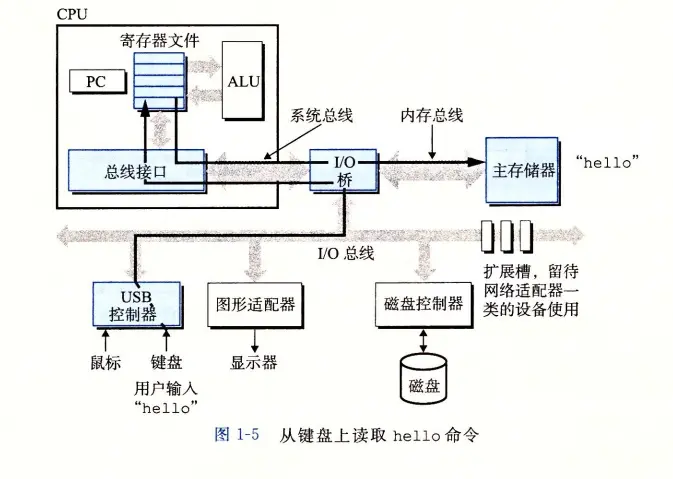 CPU
寄存器文件
PC
ALU
系统总线
内存总线
总线接口
I/O
桥
主存储器
“hello”
I/O 总线
扩展槽，留待
网络适配器一
类的设备使用
USB
控制器
图形适配器
磁盘控制器
鼠标
键盘
显示器
磁盘
用户输入
“hello”
图 1-5 从键盘上读取 hello 命令